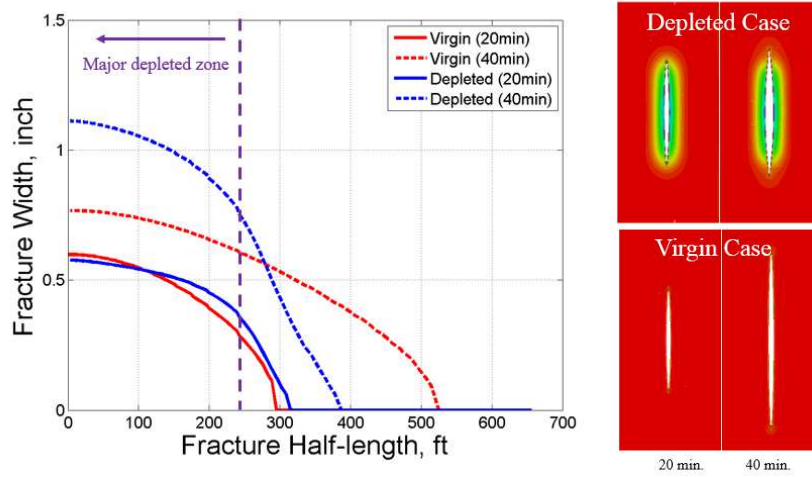 1.5
1
0.5
0
Fracture Width, inch
Major depleted zone
Virgin (20min)
Virgin (40min)
Depleted (20min)
Depleted (40min)
0 100 200 300 400 500 600 700
Fracture Half-length, ft
Depleted Case
Virgin Case
20 min. 40 min.